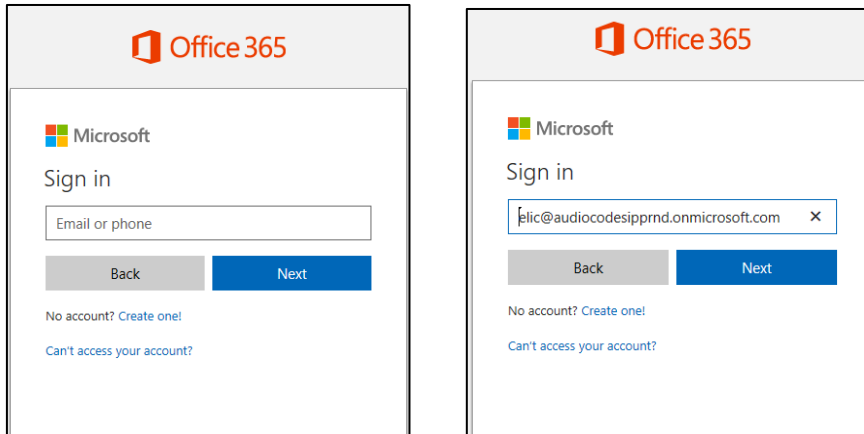 Office 365
Microsoft
Sign in
Email or phone
Back Next
No account? Create one!
Can't access your account?
Office 365
Microsoft
Sign in
elic@audiocodesipprnd.onmicrosoft.com ×
Back Next
No account? Create one!
Can't access your account?